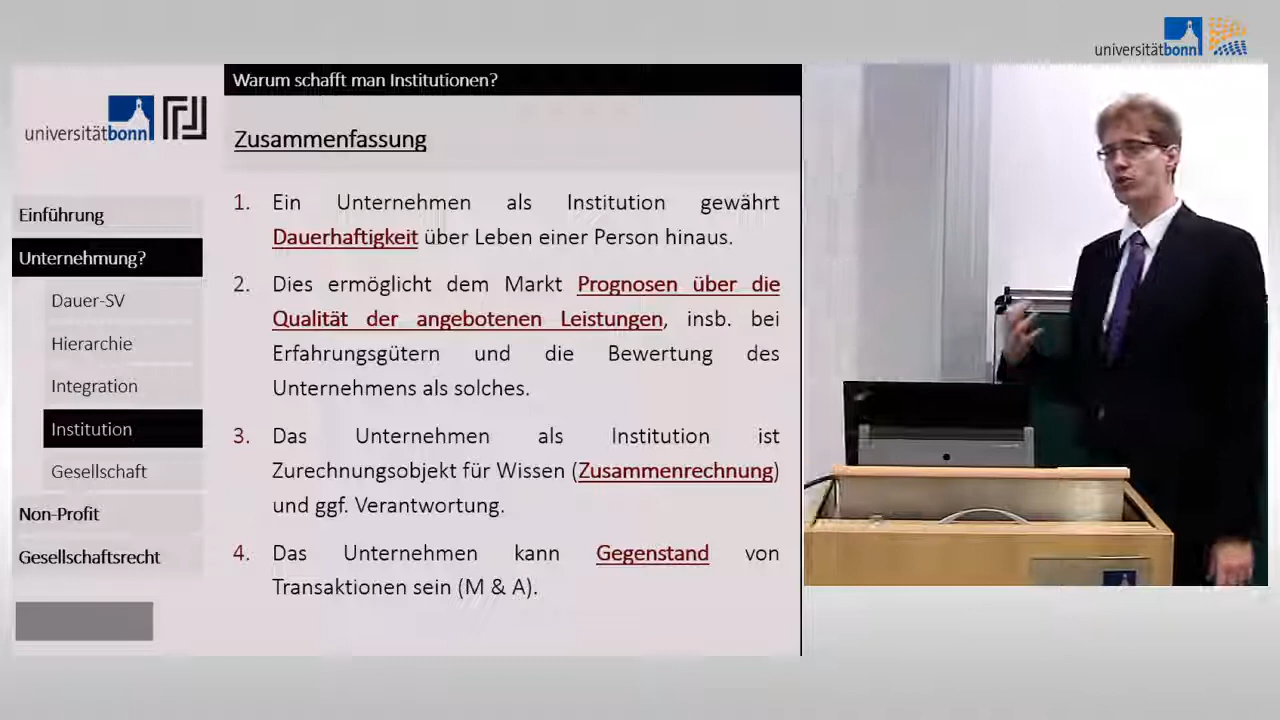 universitätbonn
Warum schafft man Institutionen?
universitätbonn
Zusammenfassung
Einführung
Unternehmung?
Dauer-SV
Hierarchie
Integration
Institution
Gesellschaft
Non-Profit
Gesellschaftsrecht
1. Ein Unternehmen als Institution gewährt
Dauerhaftigkeit über Leben einer Person hinaus.
2. Dies ermöglicht dem Markt Prognosen über die
Qualität der angebotenen Leistungen, insb. bei
Erfahrungsgütern und die Bewertung des
Unternehmens als solches.
3. Das Unternehmen als Institution ist
Zurechnungsobjekt für Wissen (Zusammenrechnung)
und ggf. Verantwortung.
4. Das Unternehmen kann Gegenstand von
Transaktionen sein (M & A).